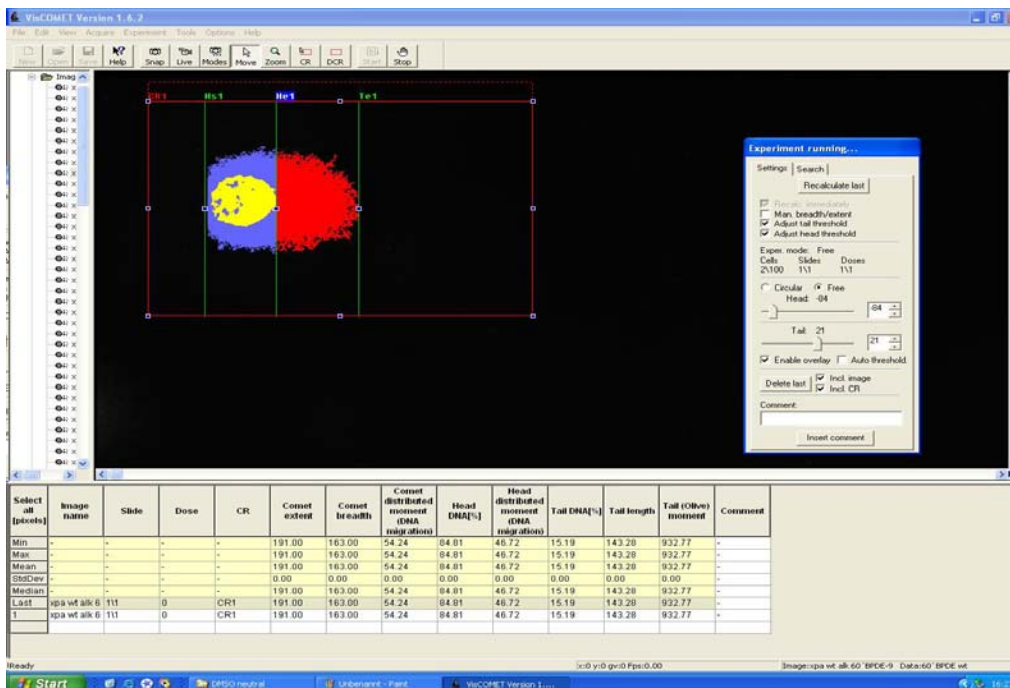 VisCOMET Version 1.6.2
File Edit View Acquire Experiment Tools Options Help
New Open Save Help Snap Live Modes Move Zoom CR DCR Start Stop
Imag
Hs1 He1 Te1
Experiment running...
Settings Search
Recalculate last
Recalc. immediately
Man. breadth/extent
Adjust tail threshold
Adjust head threshold
Exper. mode: Free
Cells Slides Doses
2\100 1\1 1\1
Circular Free
Head: -84
-84
Tail: 21
21
Enable overlay Auto threshold
Delete last Incl. image
Incl. CR
Comment:
Insert comment
Select all [pixels] Image name Slide Dose CR Comet extent Comet breadth Comet distributed moment (DNA migration) Head DNA[%] Head distributed moment (DNA migration) Tail DNA[%] Tail length Tail (Olive) moment Comment
Min - - - - 191.00 163.00 54.24 84.81 46.72 15.19 143.28 932.77 -
Max - - - - 191.00 163.00 54.24 84.81 46.72 15.19 143.28 932.77 -
Mean - - - - 191.00 163.00 54.24 84.81 46.72 15.19 143.28 932.77 -
StdDev - - - - 0.00 0.00 0.00 0.00 0.00 0.00 0.00 0.00 -
Median - - - - 191.00 163.00 54.24 84.81 46.72 15.19 143.28 932.77 -
Last xpa wt alk 6 1\1 0 CR1 191.00 163.00 54.24 84.81 46.72 15.19 143.28 932.77 -
1 xpa wt alk 6 1\1 0 CR1 191.00 163.00 54.24 84.81 46.72 15.19 143.28 932.77 -
Ready x:0 y:0 gv:0 Fps:0.00 Image:xpa wt alk 60`BPDE-9 Data:60`BPDE wt
Start DMSO neutral Unbenannt - Paint VisCOMET Version 1....